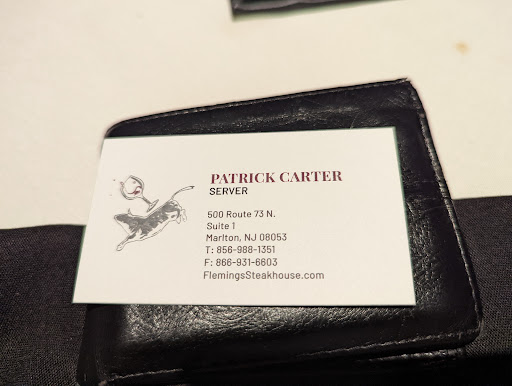 PATRICK CARTER
SERVER
500 Route 73 N.
Suite 1
Marlton, NJ 08053
T: 856-988-1351
F: 866-931-6603
FlemingsSteakhouse.com